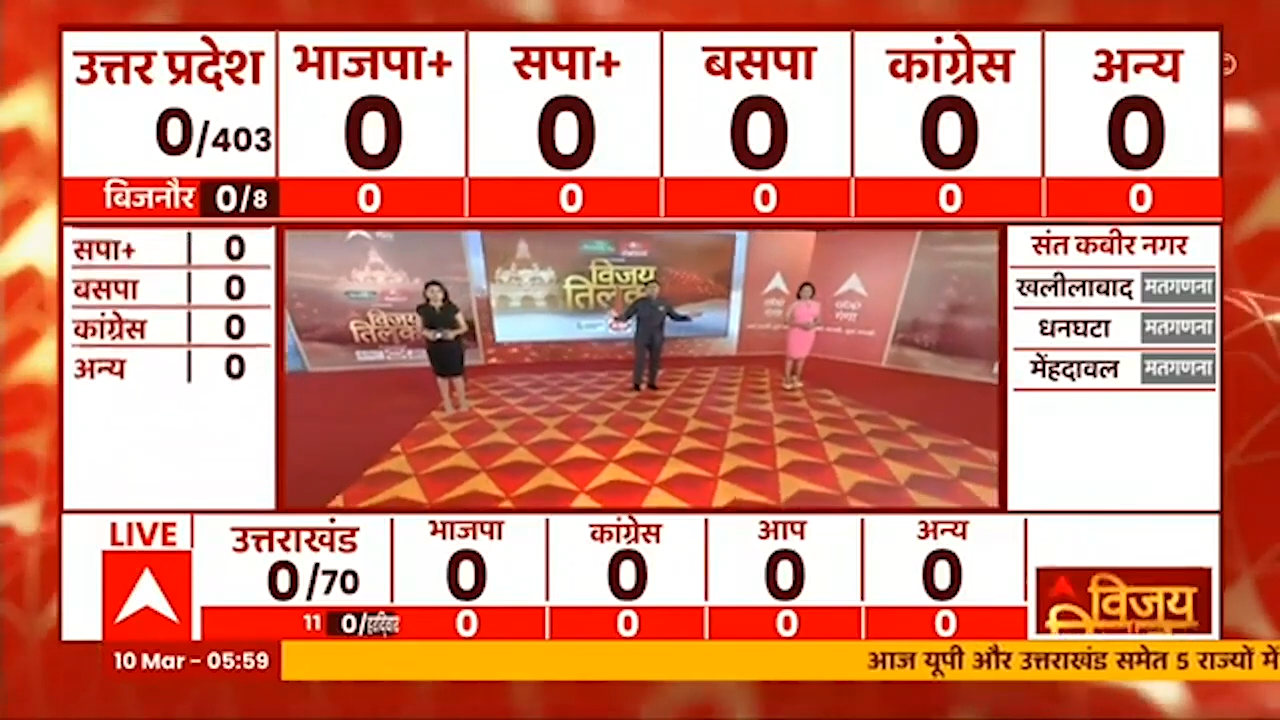 उत्तर प्रदेश भाजपा+ सपा+ बसपा कांग्रेस अन्य
0/403 0 0 0 0 0
बिजनौर 0/8 0 0 0 0 0
सपा+ 0
बसपा 0
कांग्रेस 0
अन्य 0
विजय
तिलक
विजय
संत कबीर नगर
खलीलाबाद मतगणना
धनघटा मतगणना
मेंहदावल मतगणना
LIVE
उत्तराखंड भाजपा कांग्रेस आप अन्य
0/70 0 0 0 0
11 0/ 0 0 0 0
विजय
10 Mar - 05:59
आज यूपी और उत्तराखंड समेत 5 राज्यों में